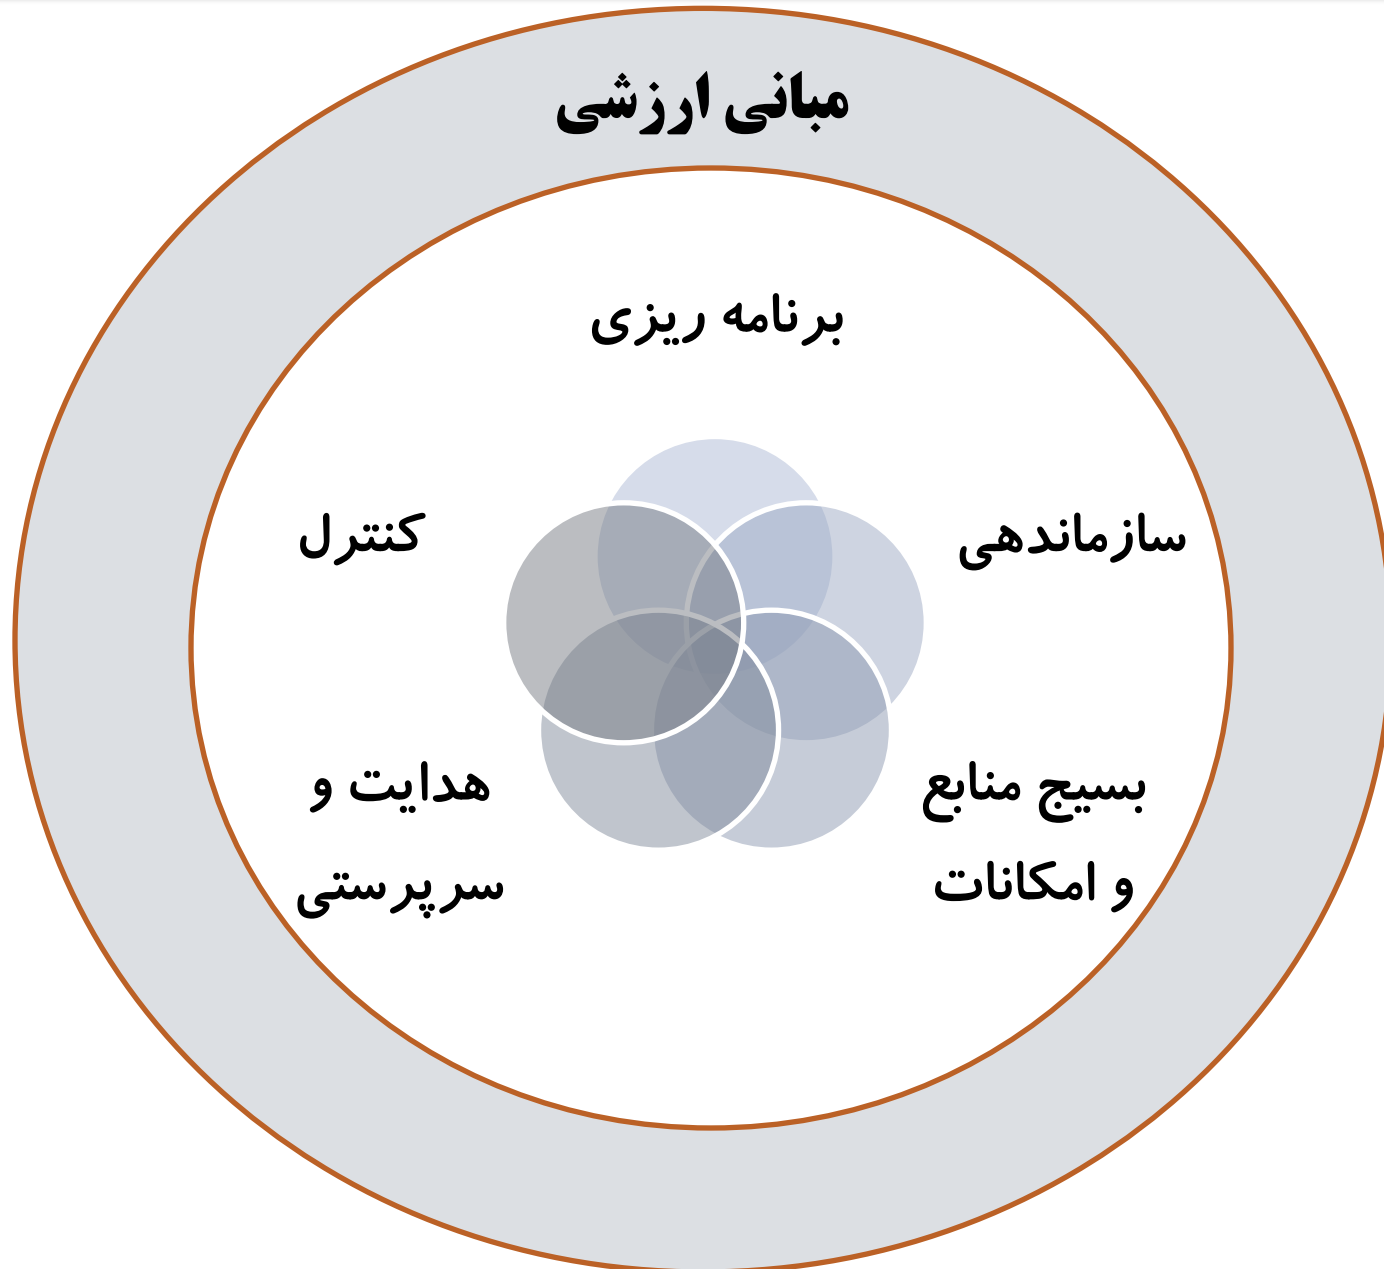 مبانی ارزشی
برنامه ریزی
سازماندهی
کنترل
بسیج منابع
و امکانات
هدایت و
سرپرستی